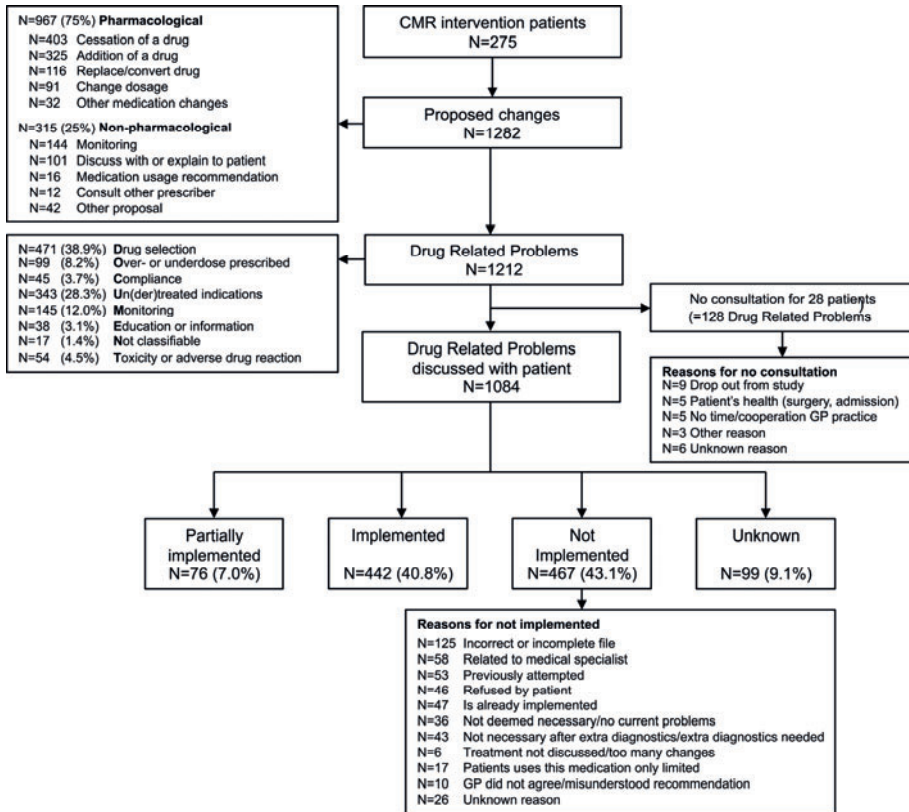 N=967 (75%) Pharmacological
N=403 Cessation of a drug
N=325 Addition of a drug
N=116 Replace/convert drug
N=91 Change dosage
N=32 Other medication changes
N=315 (25%) Non-pharmacological
N=144 Monitoring
N=101 Discuss with or explain to patient
N=16 Medication usage recommendation
N=12 Consult other prescriber
N=42 Other proposal
CMR intervention patients
N=275
Proposed changes
N=1282
N=471 (38.9%) Drug selection
N=99 (8.2%) Over- or underdose prescribed
N=45 (3.7%) Compliance
N=343 (28.3%) Un(der)treated indications
N=145 (12.0%) Monitoring
N=38 (3.1%) Education or information
N=17 (1.4%) Not classifiable
N=54 (4.5%) Toxicity or adverse drug reaction
Drug Related Problems
N=1212
No consultation for 28 patients
(=128 Drug Related Problems)
Drug Related Problems
discussed with patient
N=1084
Reasons for no consultation
N=9 Drop out from study
N=5 Patient's health (surgery, admission)
N=5 No time/cooperation GP practice
N=3 Other reason
N=6 Unknown reason
Partially
implemented
N=76 (7.0%)
Implemented
N=442 (40.8%)
Not
Implemented
N=467 (43.1%)
Unknown
N=99 (9.1%)
Reasons for not implemented
N=125 Incorrect or incomplete file
N=58 Related to medical specialist
N=53 Previously attempted
N=46 Refused by patient
N=47 Is already implemented
N=36 Not deemed necessary/no current problems
N=43 Not necessary after extra diagnostics/extra diagnostics needed
N=6 Treatment not discussed/too many changes
N=17 Patients uses this medication only limited
N=10 GP did not agree/misunderstood recommendation
N=26 Unknown reason